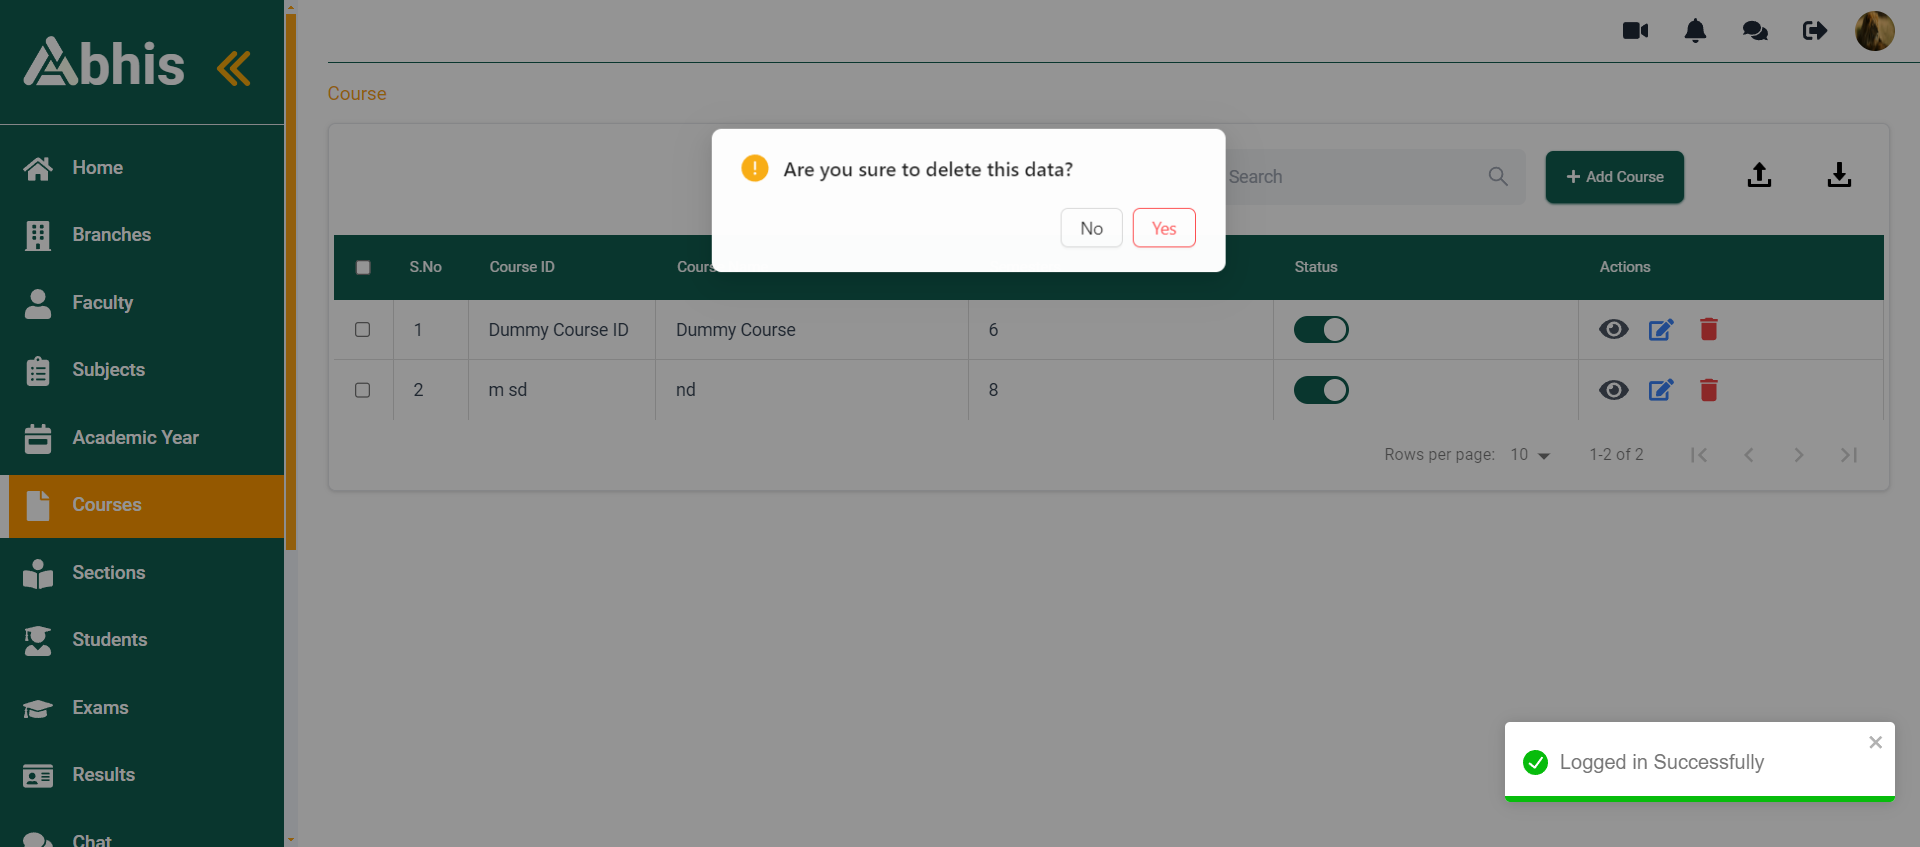 Abhis
Home
Branches
Faculty
Subjects
Academic Year
Courses
Sections
Students
Exams
Results
Chat
Course
Are you sure to delete this data?
No Yes
Search
+ Add Course
S.No Course ID Status Actions
1 Dummy Course ID Dummy Course 6
2 m sd nd 8
Rows per page: 10 1-2 of 2
Logged in Successfully